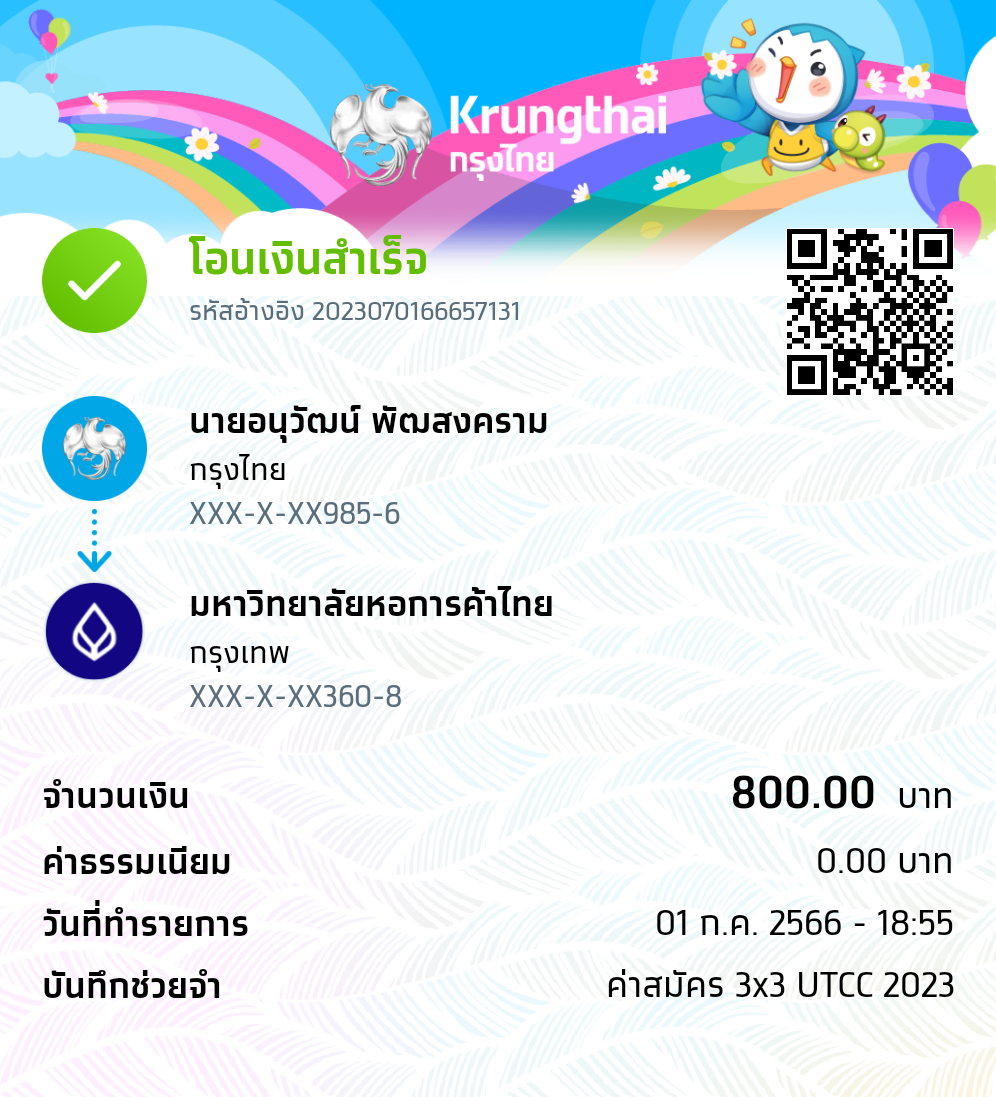 Krungthai
กรุงไทย
โอนเงินสำเร็จ
รหัสอ้างอิง 2023070166657131
นายอนุวัฒน์ พัฒสงคราม
กรุงไทย
XXX-X-XX985-6
มหาวิทยาลัยหอการค้าไทย
กรุงเทพ
XXX-X-XX360-8
จำนวนเงิน 800.00 บาท
ค่าธรรมเนียม 0.00 บาท
วันที่ทำรายการ 01 ก.ค. 2566 - 18:55
บันทึกช่วยจำ ค่าสมัคร 3x3 UTCC 2023